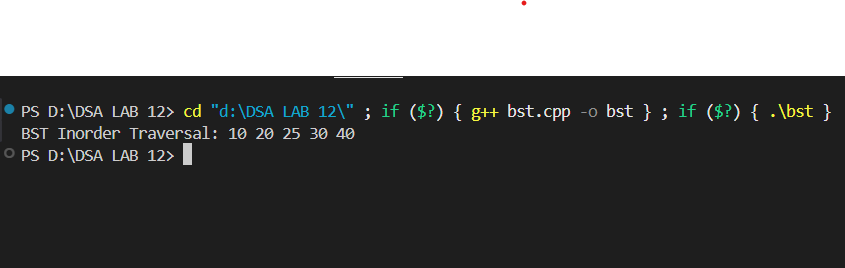 PS D:\DSA LAB 12> cd "d:\DSA LAB 12\" ; if ($?) { g++ bst.cpp -o bst } ; if ($?) { .\bst }
BST Inorder Traversal: 10 20 25 30 40
PS D:\DSA LAB 12>